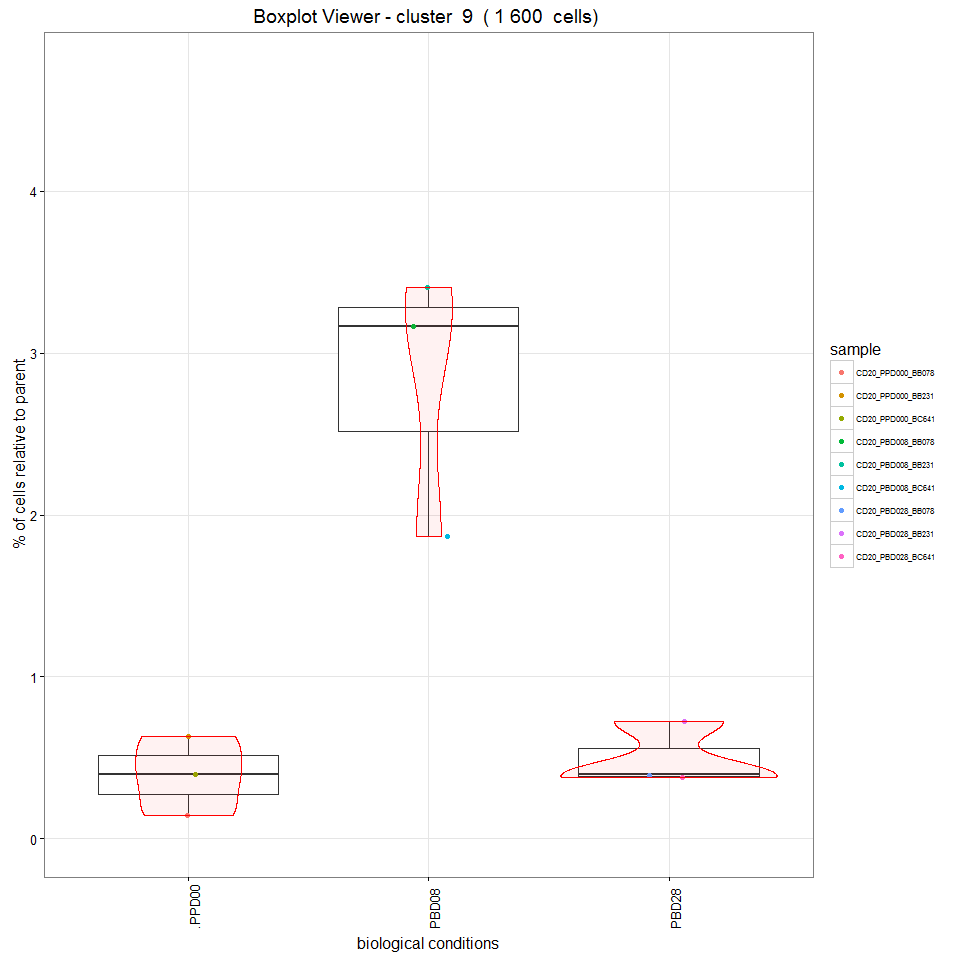 Boxplot Viewer - cluster 9 ( 1 600 cells)
% of cells relative to parent
4
3
2
1
0
.PPD00
PBD08
PBD28
biological conditions
sample
CD20_PPD000_BB078
CD20_PPD000_BB231
CD20_PPD000_BC641
CD20_PBD008_BB078
CD20_PBD008_BB231
CD20_PBD008_BC641
CD20_PBD028_BB078
CD20_PBD028_BB231
CD20_PBD028_BC641